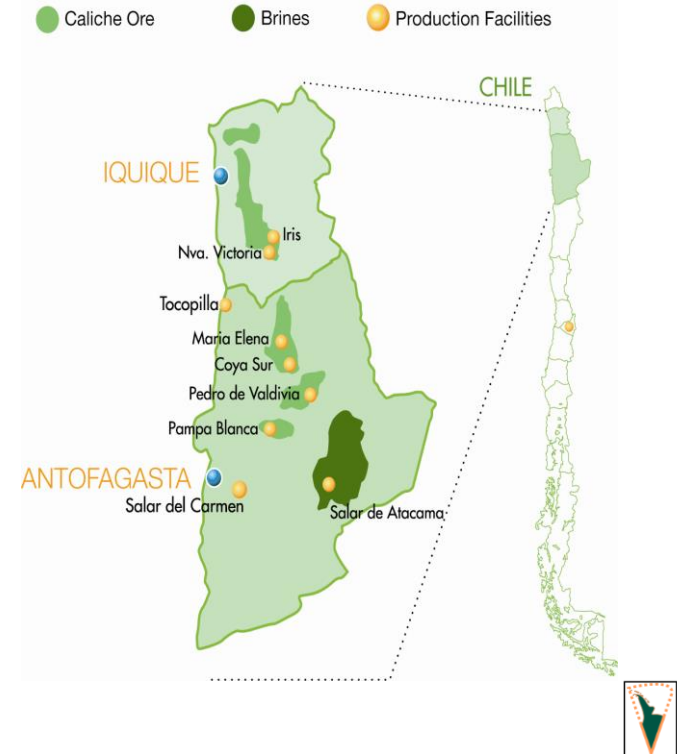 Caliche Ore
Brines
Production Facilities
CHILE
IQUIQUE
Iris
Nva. Victoria
Tocopilla
Maria Elena
Coya Sur
Pedro de Valdivia
Pampa Blanca
ANTOFAGASTA
Salar del Carmen
Salar de Atacama